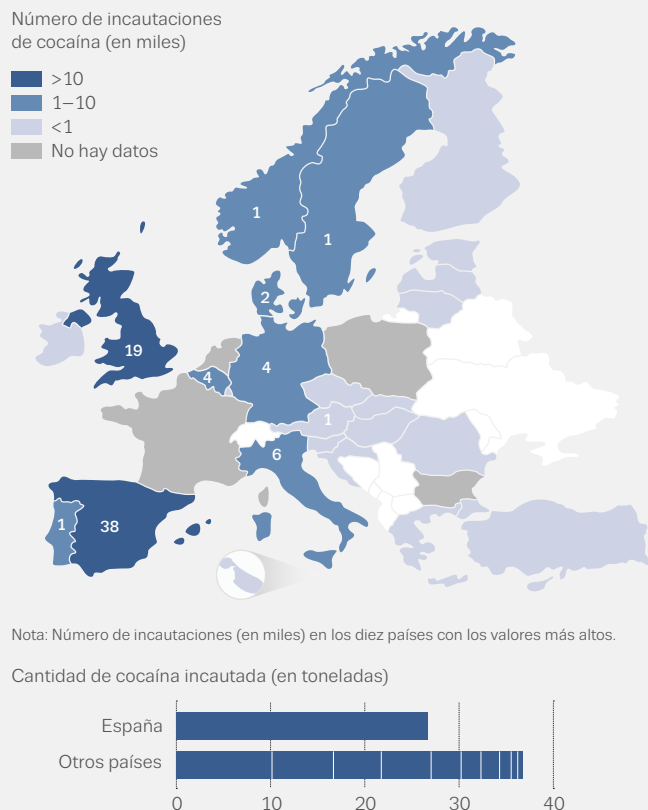 Número de incautaciones
de cocaína (en miles)
>10
1–10
<1
No hay datos
1
1
2
19
4
4
1
6
1
38
Nota: Número de incautaciones (en miles) en los diez países con los valores más altos.
Cantidad de cocaína incautada (en toneladas)
España
Otros países
0 10 20 30 40